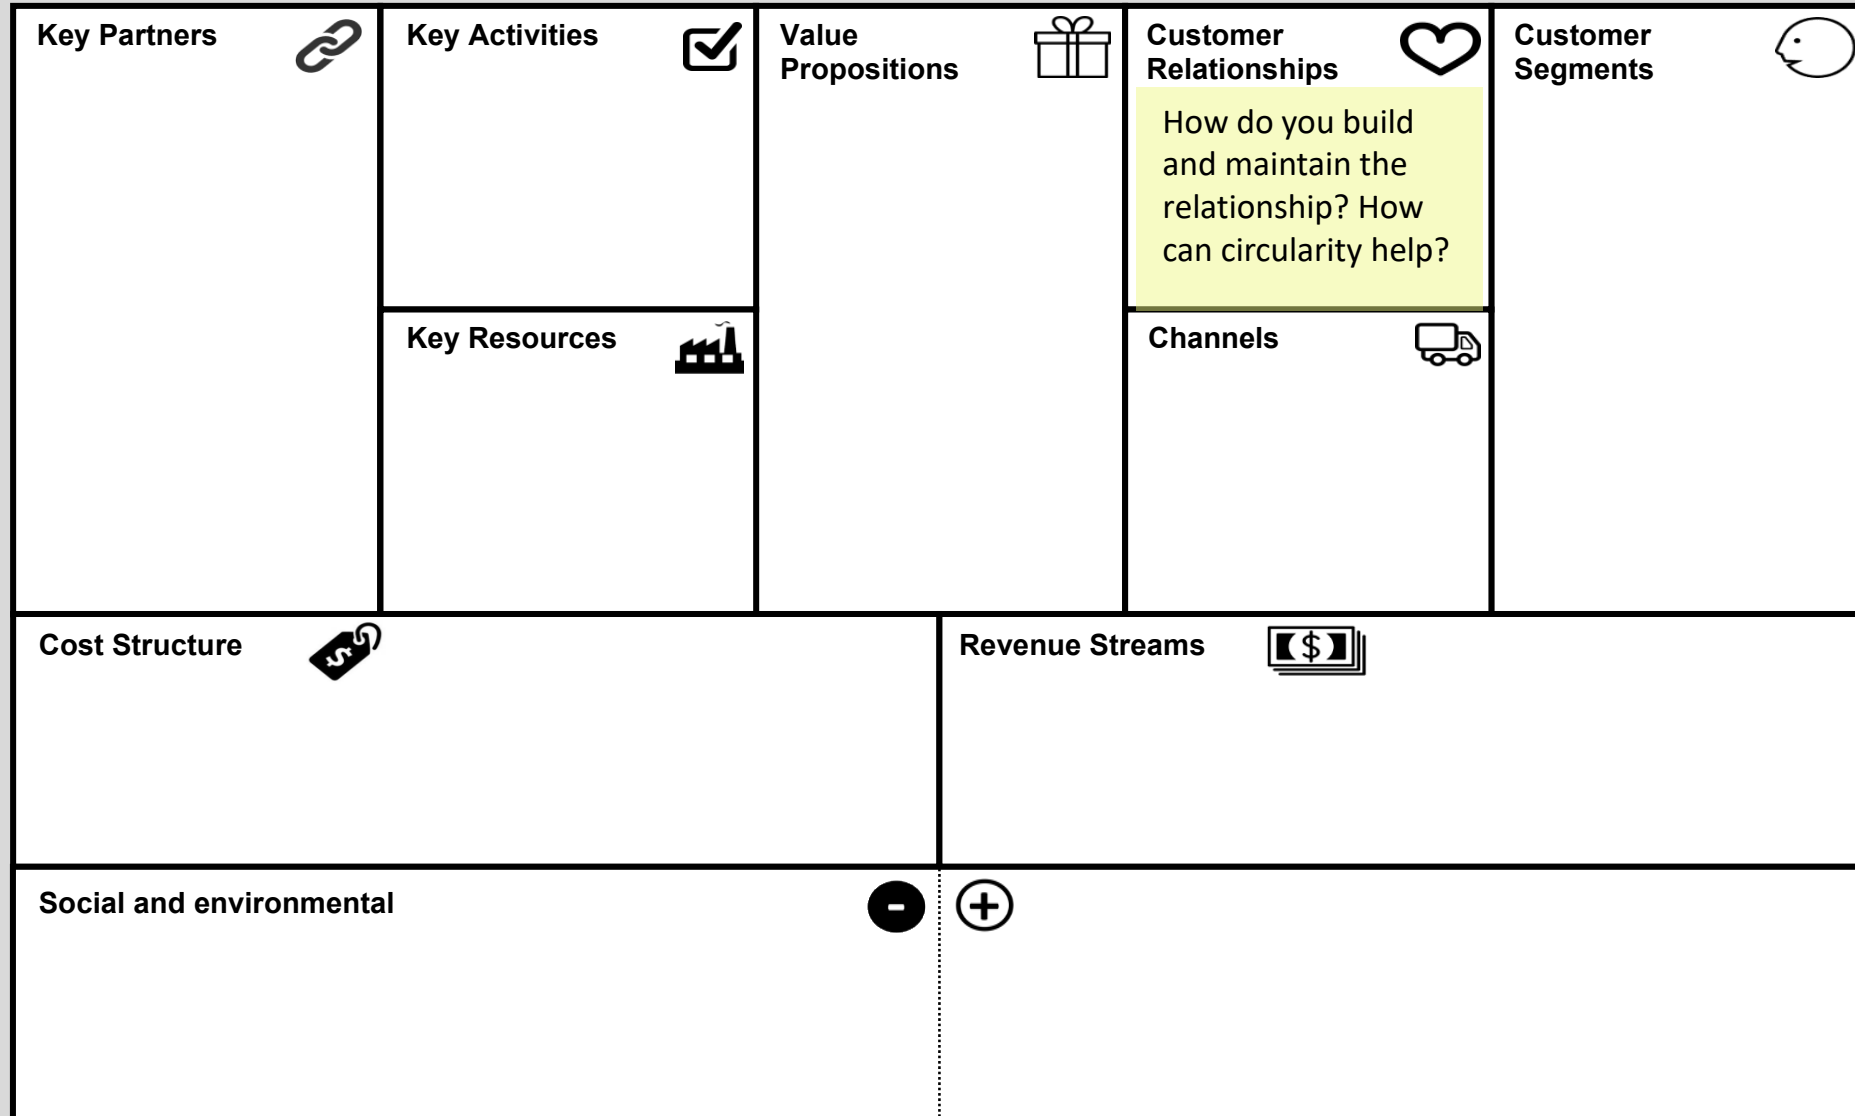 Key Partners
Key Activities
Value
Propositions
Customer
Relationships
How do you build
and maintain the
relationship? How
can circularity help?
Customer
Segments
Key Resources
Channels
Cost Structure
$
Revenue Streams
$
Social and environmental
-
+